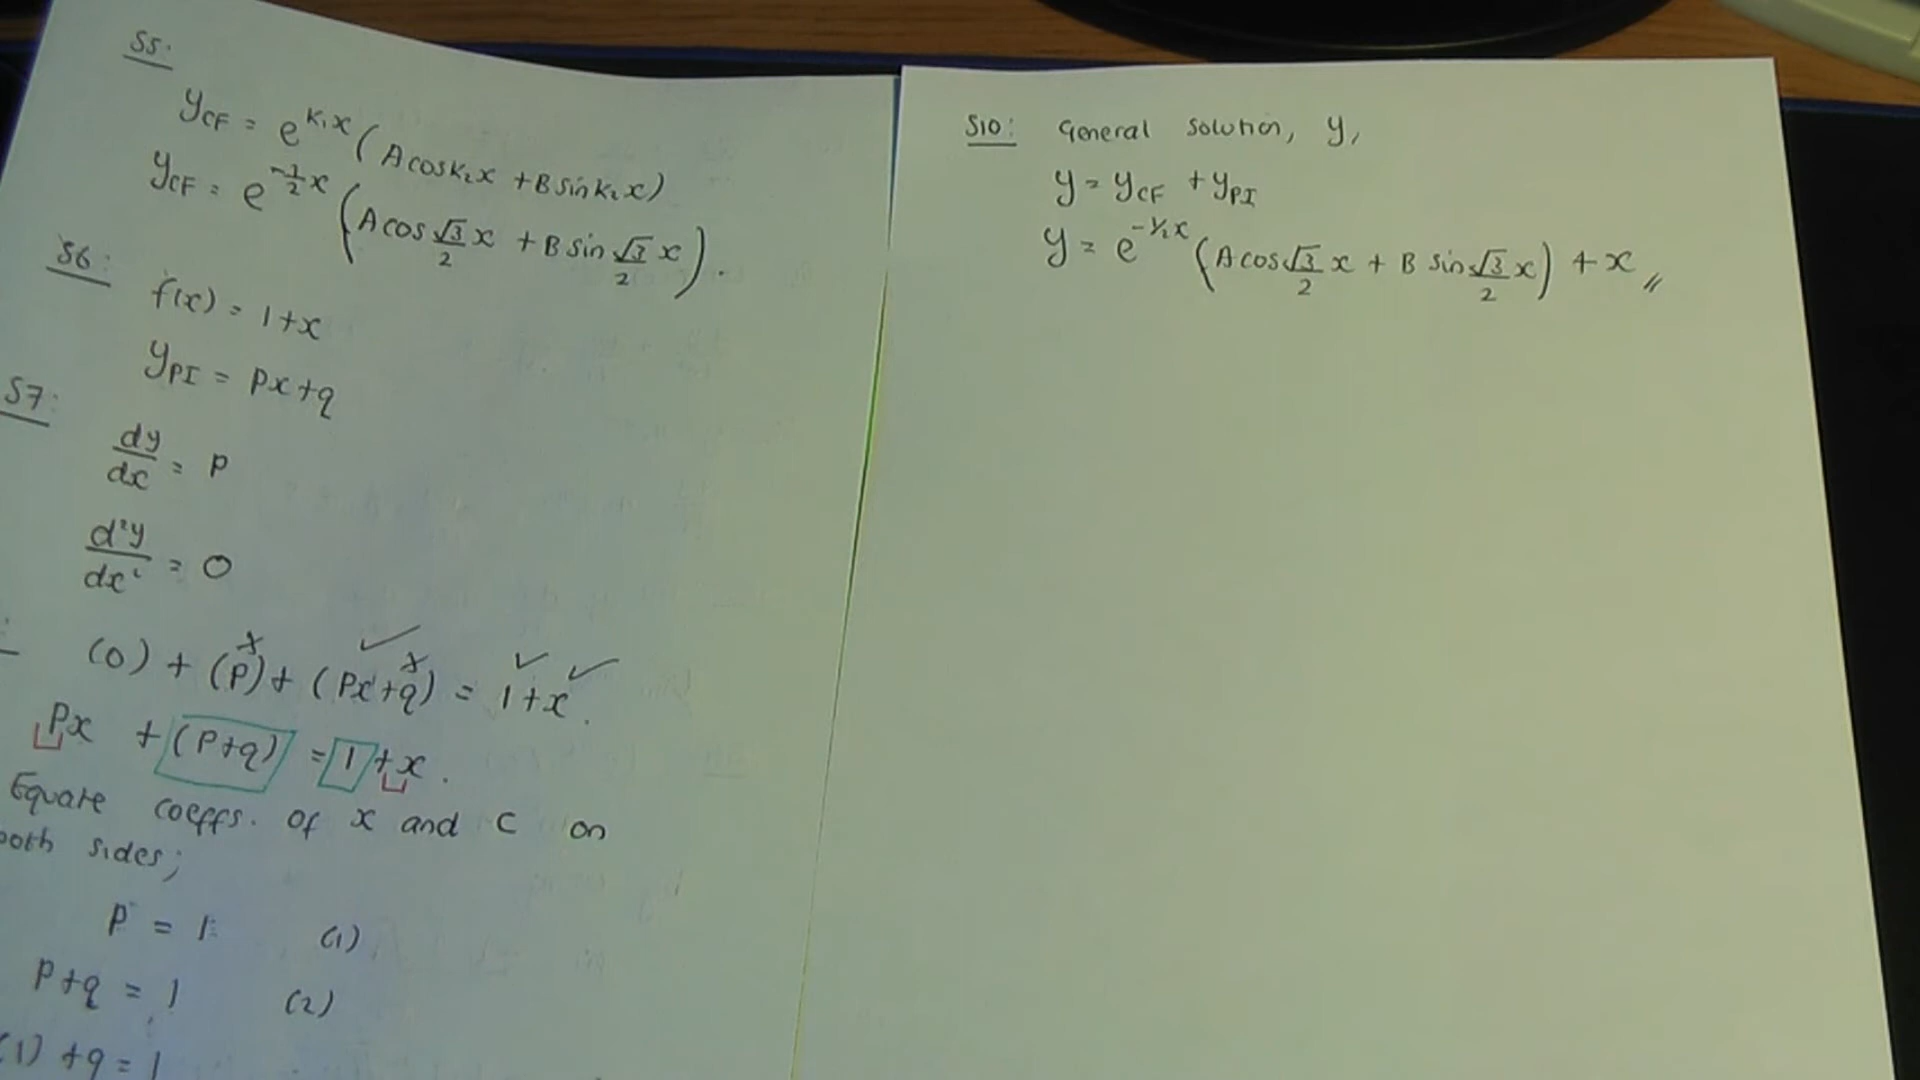 S5:
y_CF = e^{k₁x} (A cos k₂x + B sin k₂x)
y_CF = e^{-1/2 x} (A cos √3/2 x + B sin √3/2 x).
S6: f(x) = 1+x
y_PI = Px+q
S7:
dy/dx = P
d²y/dx² = 0
(0) + (P) + (Px+q) = 1+x.
Px + (P+q) = 1 + x.
Equate coeffs. of x and C on
both sides;
P = 1 (1)
P+q = 1 (2)
(1) +q = 1
S10: General solution, y,
y = y_CF + y_PI
y = e^{-1/2 x} (A cos √3/2 x + B sin √3/2 x) + x //